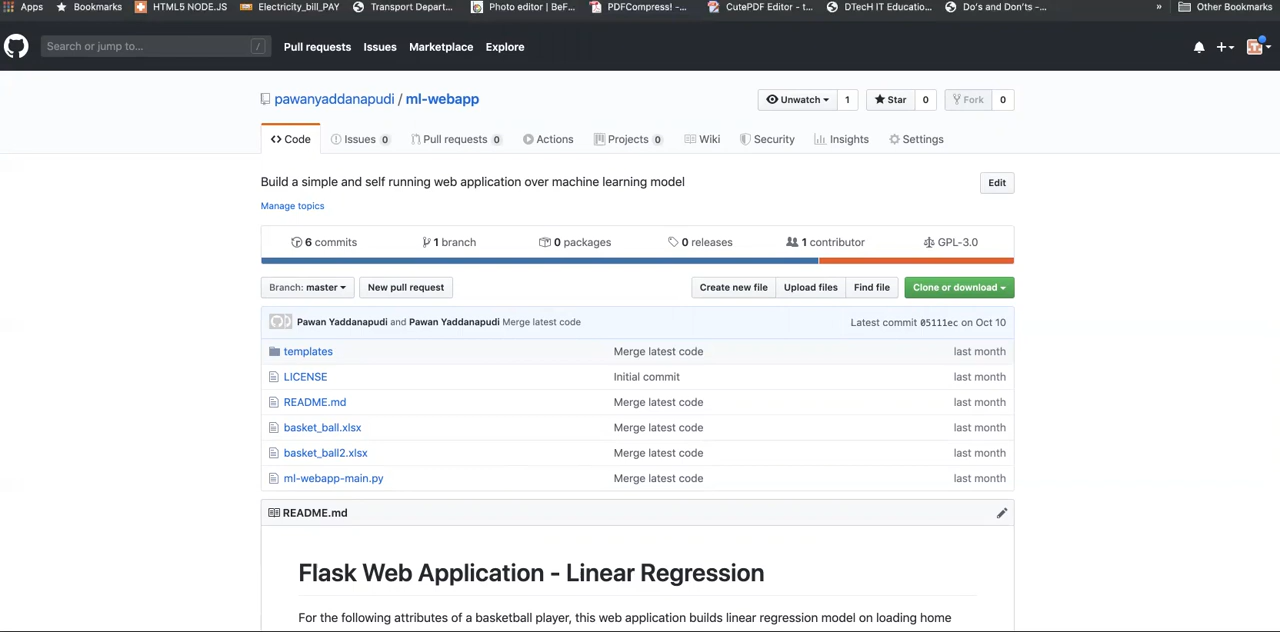 Apps Bookmarks HTML5 NODE.JS Electricity_bill_PAY Transport Depart... Photo editor | BeF... PDFCompress! -... CutePDF Editor - t... DTecH IT Educatio... Do's and Don'ts -... » Other Bookmarks
Search or jump to... / Pull requests Issues Marketplace Explore
pawanyaddanapudi / ml-webapp Unwatch 1 Star 0 Fork 0
Code Issues 0 Pull requests 0 Actions Projects 0 Wiki Security Insights Settings
Build a simple and self running web application over machine learning model Edit
Manage topics
6 commits 1 branch 0 packages 0 releases 1 contributor GPL-3.0
Branch: master New pull request Create new file Upload files Find file Clone or download
Pawan Yaddanapudi and Pawan Yaddanapudi Merge latest code Latest commit 05111ec on Oct 10
templates Merge latest code last month
LICENSE Initial commit last month
README.md Merge latest code last month
basket_ball.xlsx Merge latest code last month
basket_ball2.xlsx Merge latest code last month
ml-webapp-main.py Merge latest code last month
README.md
Flask Web Application - Linear Regression
For the following attributes of a basketball player, this web application builds linear regression model on loading home